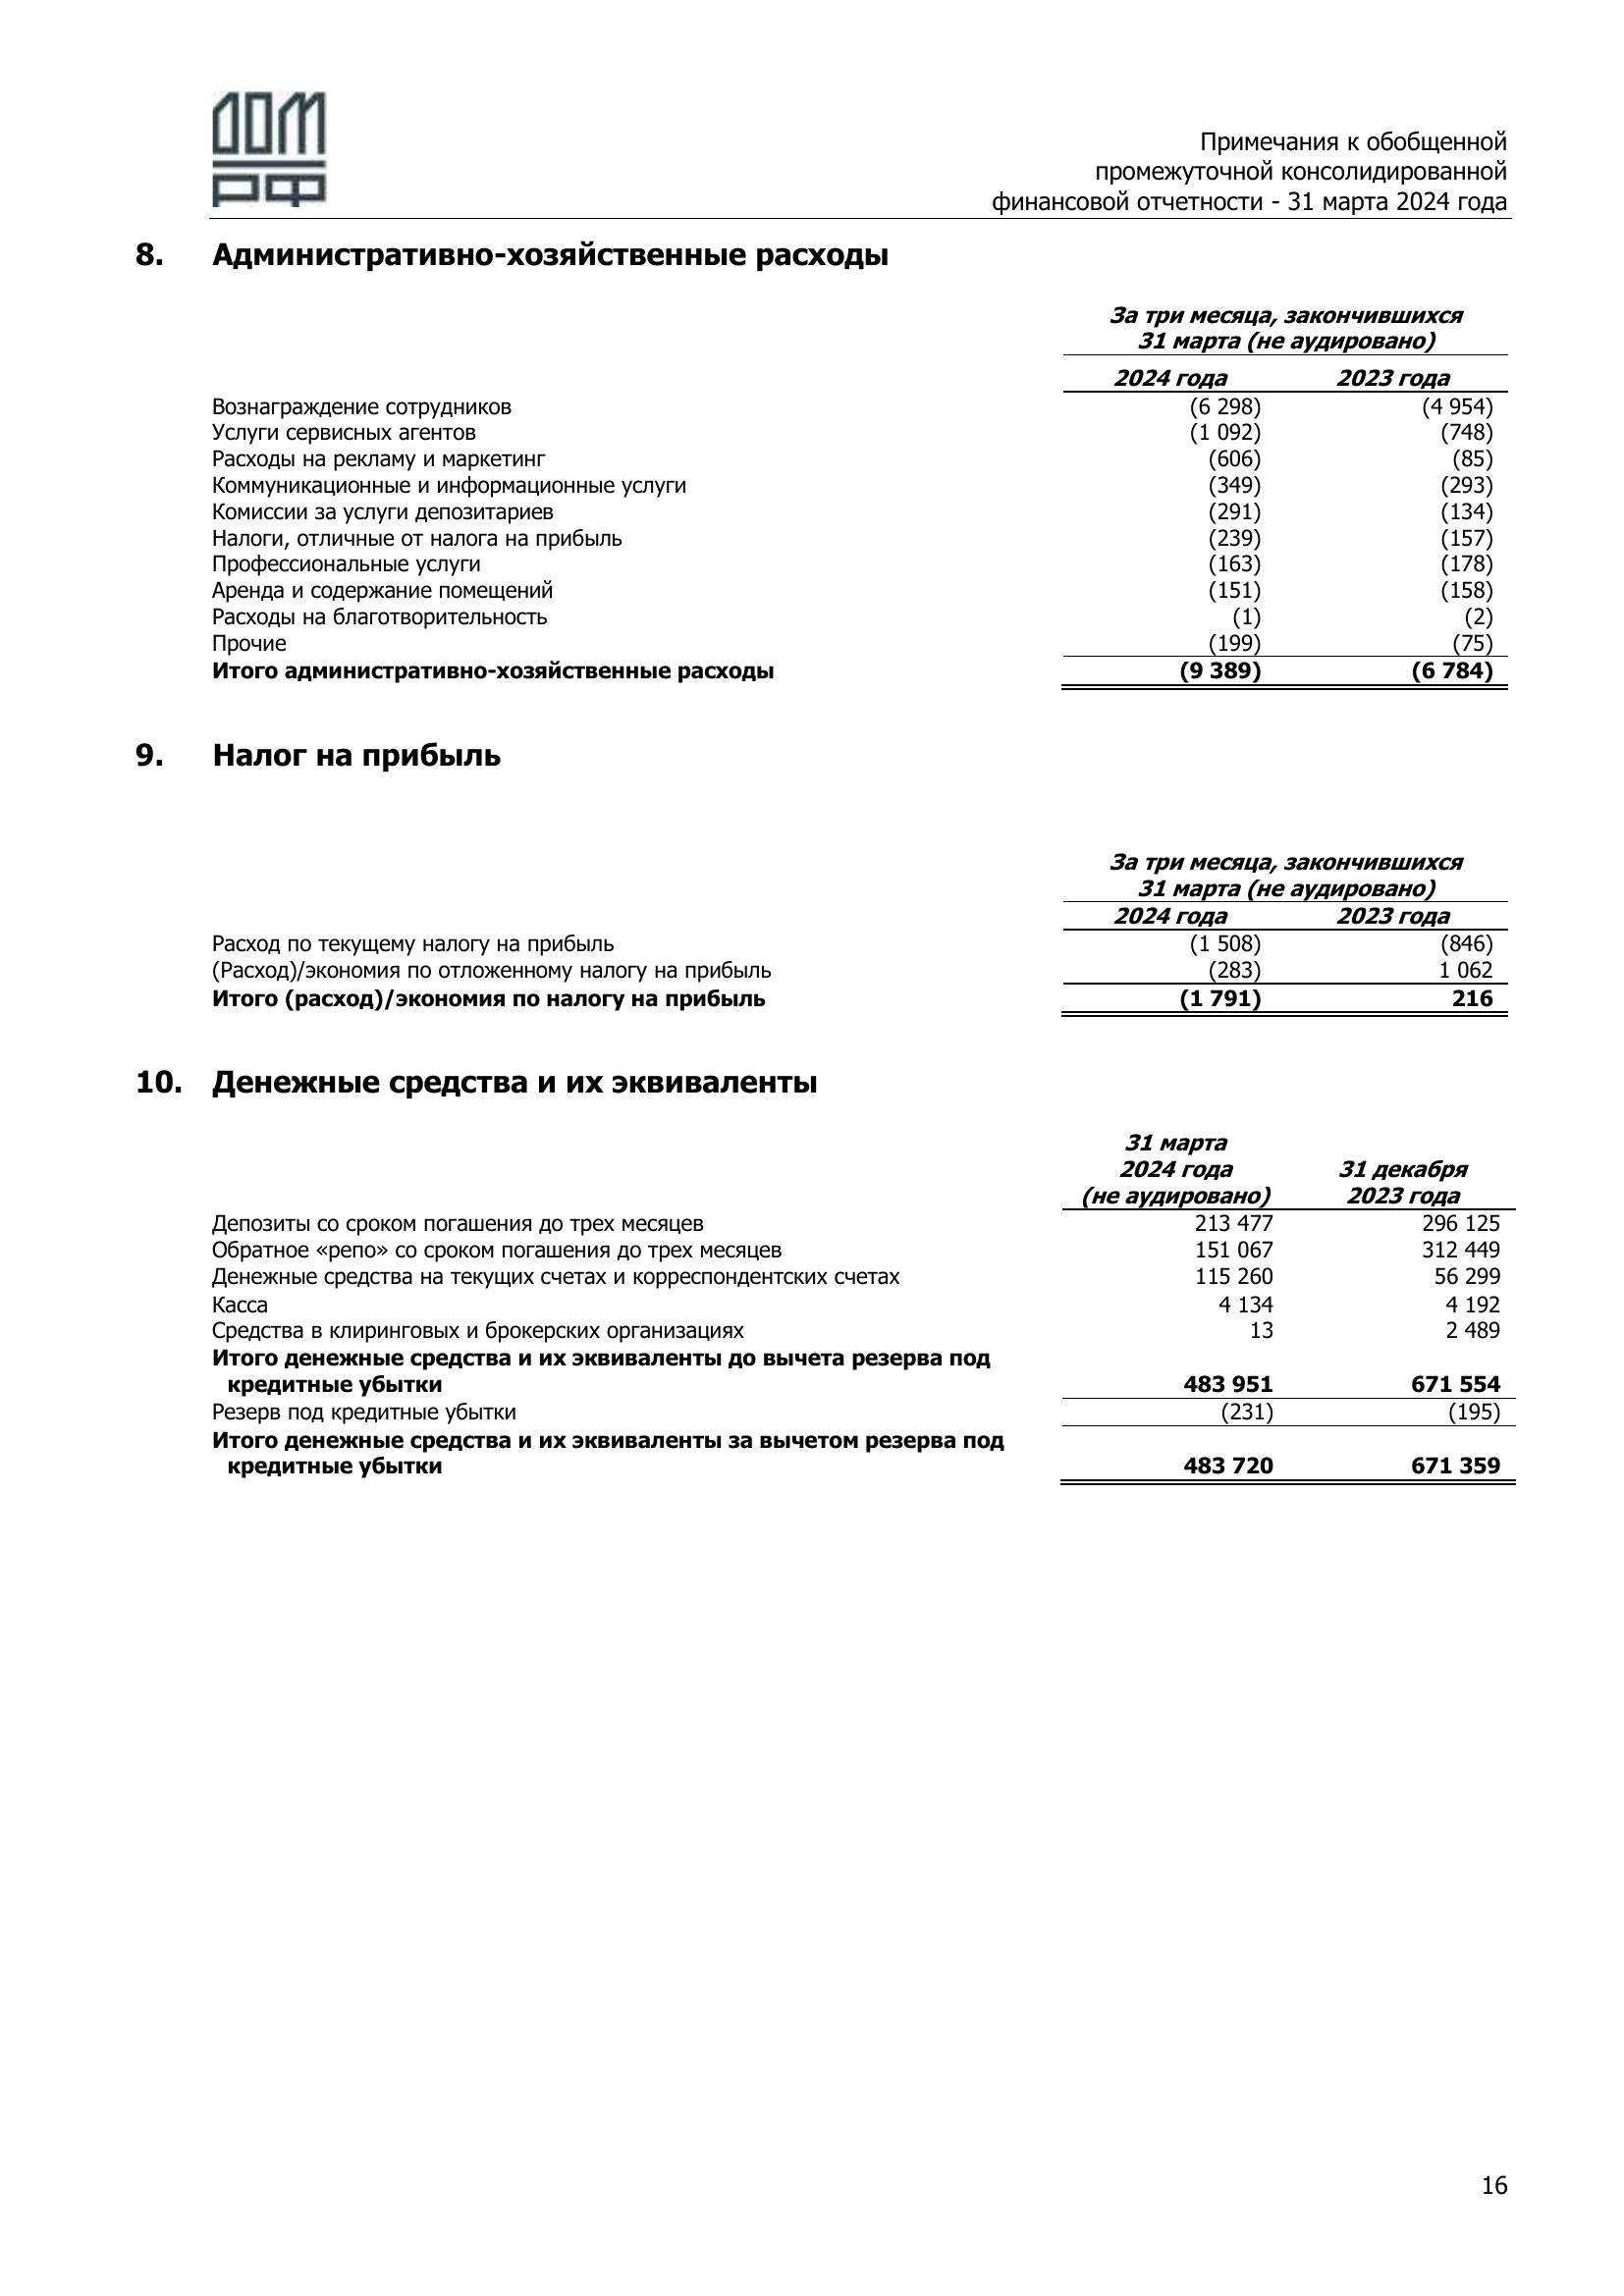 ДОМ
РФ
Примечания к обобщенной
промежуточной консолидированной
финансовой отчетности - 31 марта 2024 года
8. Административно-хозяйственные расходы
За три месяца, закончившихся
31 марта (не аудировано)
2024 года 2023 года
Вознаграждение сотрудников (6 298) (4 954)
Услуги сервисных агентов (1 092) (748)
Расходы на рекламу и маркетинг (606) (85)
Коммуникационные и информационные услуги (349) (293)
Комиссии за услуги депозитариев (291) (134)
Налоги, отличные от налога на прибыль (239) (157)
Профессиональные услуги (163) (178)
Аренда и содержание помещений (151) (158)
Расходы на благотворительность (1) (2)
Прочие (199) (75)
Итого административно-хозяйственные расходы (9 389) (6 784)
9. Налог на прибыль
За три месяца, закончившихся
31 марта (не аудировано)
2024 года 2023 года
Расход по текущему налогу на прибыль (1 508) (846)
(Расход)/экономия по отложенному налогу на прибыль (283) 1 062
Итого (расход)/экономия по налогу на прибыль (1 791) 216
10. Денежные средства и их эквиваленты
31 марта
2024 года 31 декабря
(не аудировано) 2023 года
Депозиты со сроком погашения до трех месяцев 213 477 296 125
Обратное «репо» со сроком погашения до трех месяцев 151 067 312 449
Денежные средства на текущих счетах и корреспондентских счетах 115 260 56 299
Касса 4 134 4 192
Средства в клиринговых и брокерских организациях 13 2 489
Итого денежные средства и их эквиваленты до вычета резерва под
кредитные убытки 483 951 671 554
Резерв под кредитные убытки (231) (195)
Итого денежные средства и их эквиваленты за вычетом резерва под
кредитные убытки 483 720 671 359
16